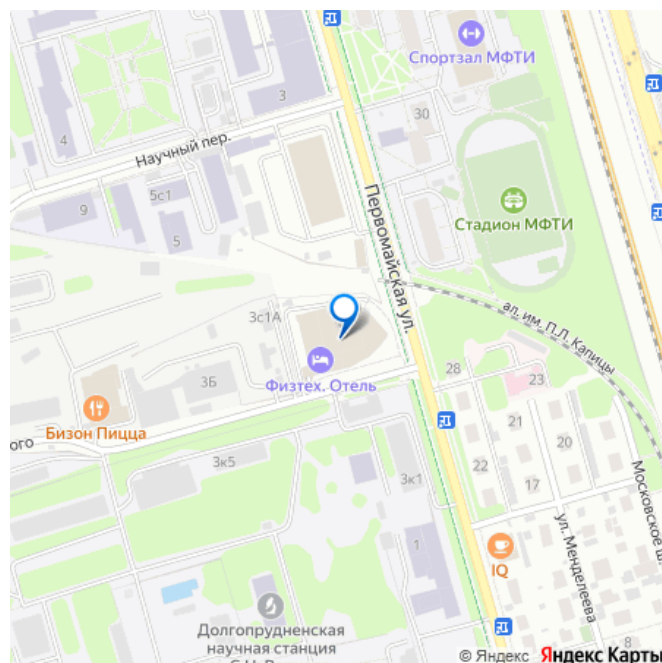 Спортзал МФТИ
3
30
4
Научный пер.
5с1
9
5
Первомайская ул.
Стадион МФТИ
3с1А
ал. им. П.Л. Капицы
Физтех. Отель
3Б
28
23
Бизон Пицца
ого
21
20
3к5
22
3к1
17
Московское ш.
ул. Менделеева
1
IQ
Долгопрудненская
научная станция
8
© Яндекс Яндекс Карты